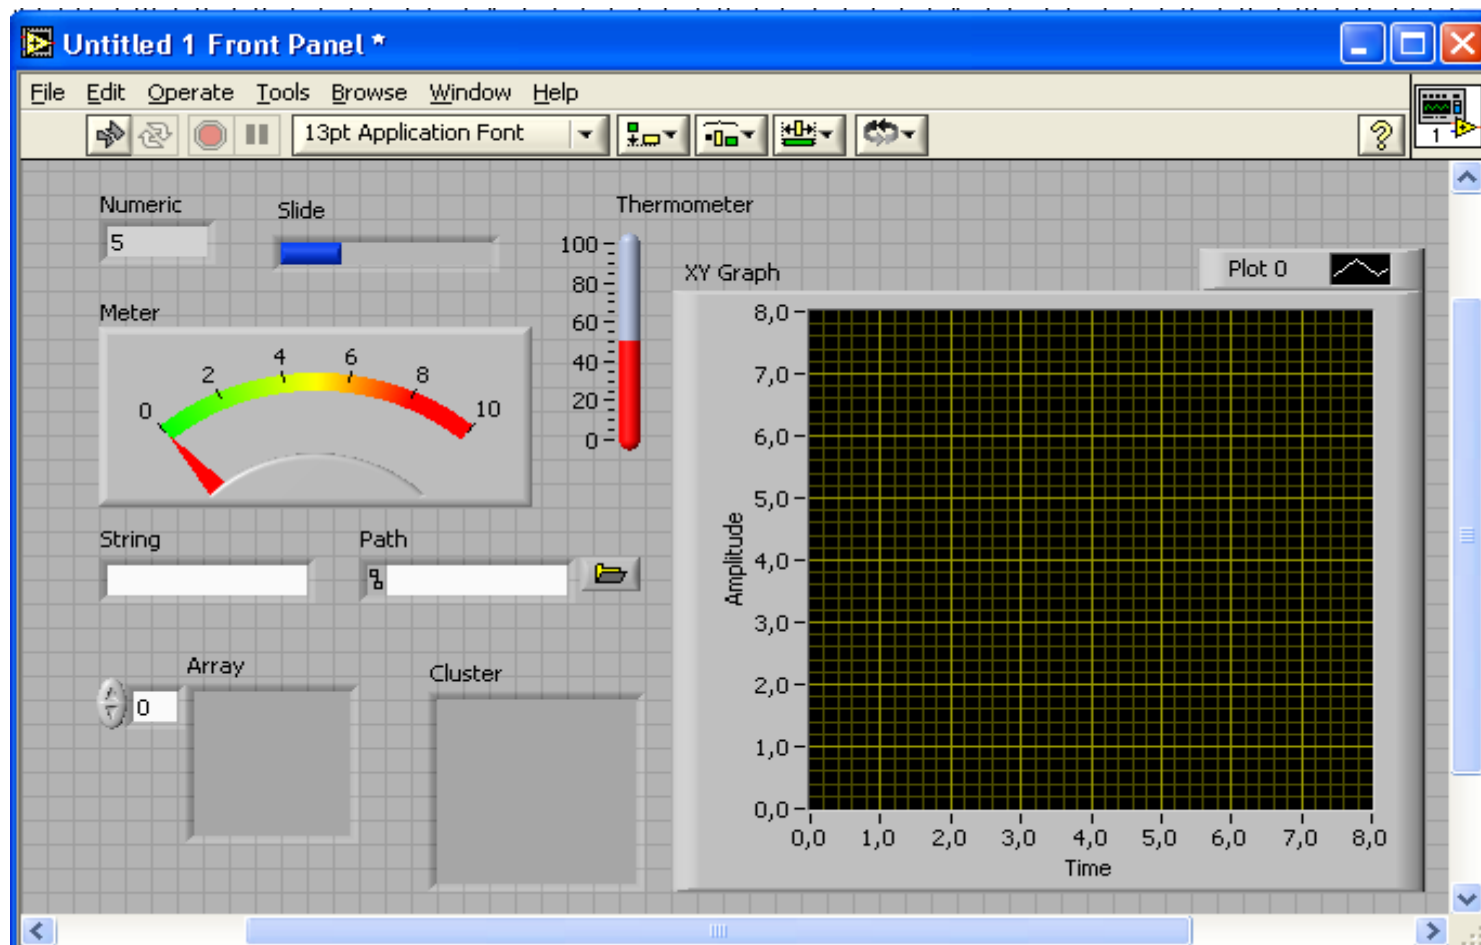 Untitled 1 Front Panel *
File Edit Operate Tools Browse Window Help
13pt Application Font
?
1
Numeric
5
Slide
Thermometer
100
80
60
40
20
0
Meter
0
2
4
6
8
10
String
Path
Array
0
Cluster
XY Graph
Plot 0
8,0
7,0
6,0
5,0
4,0
3,0
2,0
1,0
0,0
Amplitude
0,0 1,0 2,0 3,0 4,0 5,0 6,0 7,0 8,0
Time